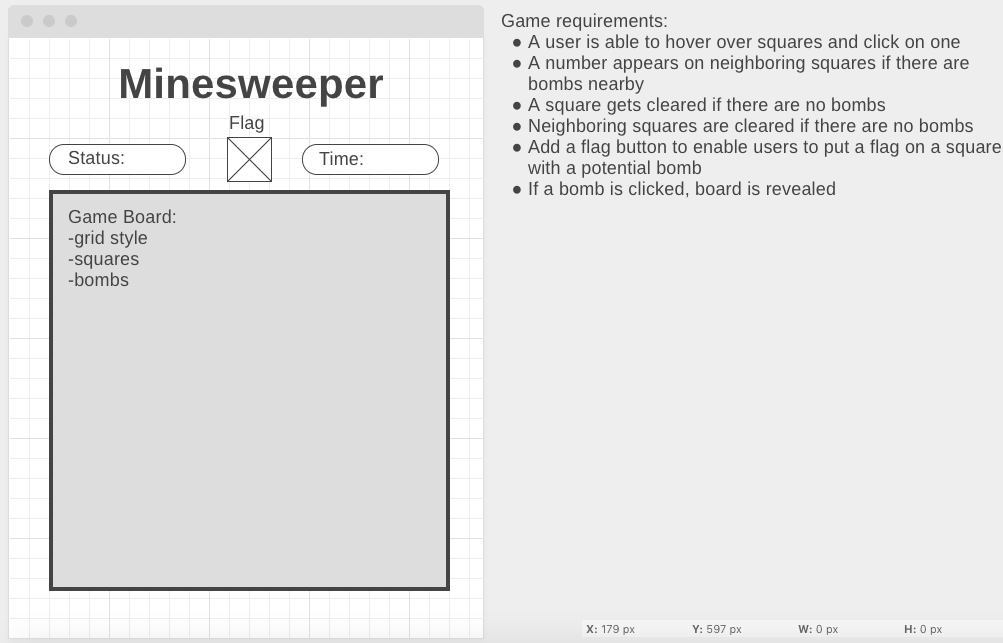 Minesweeper
Flag
Status:
Time:
Game Board:
-grid style
-squares
-bombs
Game requirements:
● A user is able to hover over squares and click on one
● A number appears on neighboring squares if there are
bombs nearby
● A square gets cleared if there are no bombs
● Neighboring squares are cleared if there are no bombs
● Add a flag button to enable users to put a flag on a square
with a potential bomb
● If a bomb is clicked, board is revealed
X: 179 px Y: 597 px W: 0 px H: 0 px